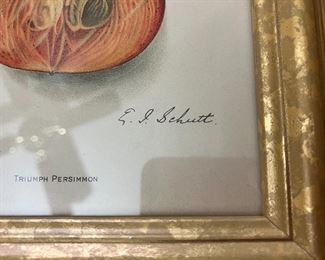 E. I. Schutt.
TRIUMPH PERSIMMON